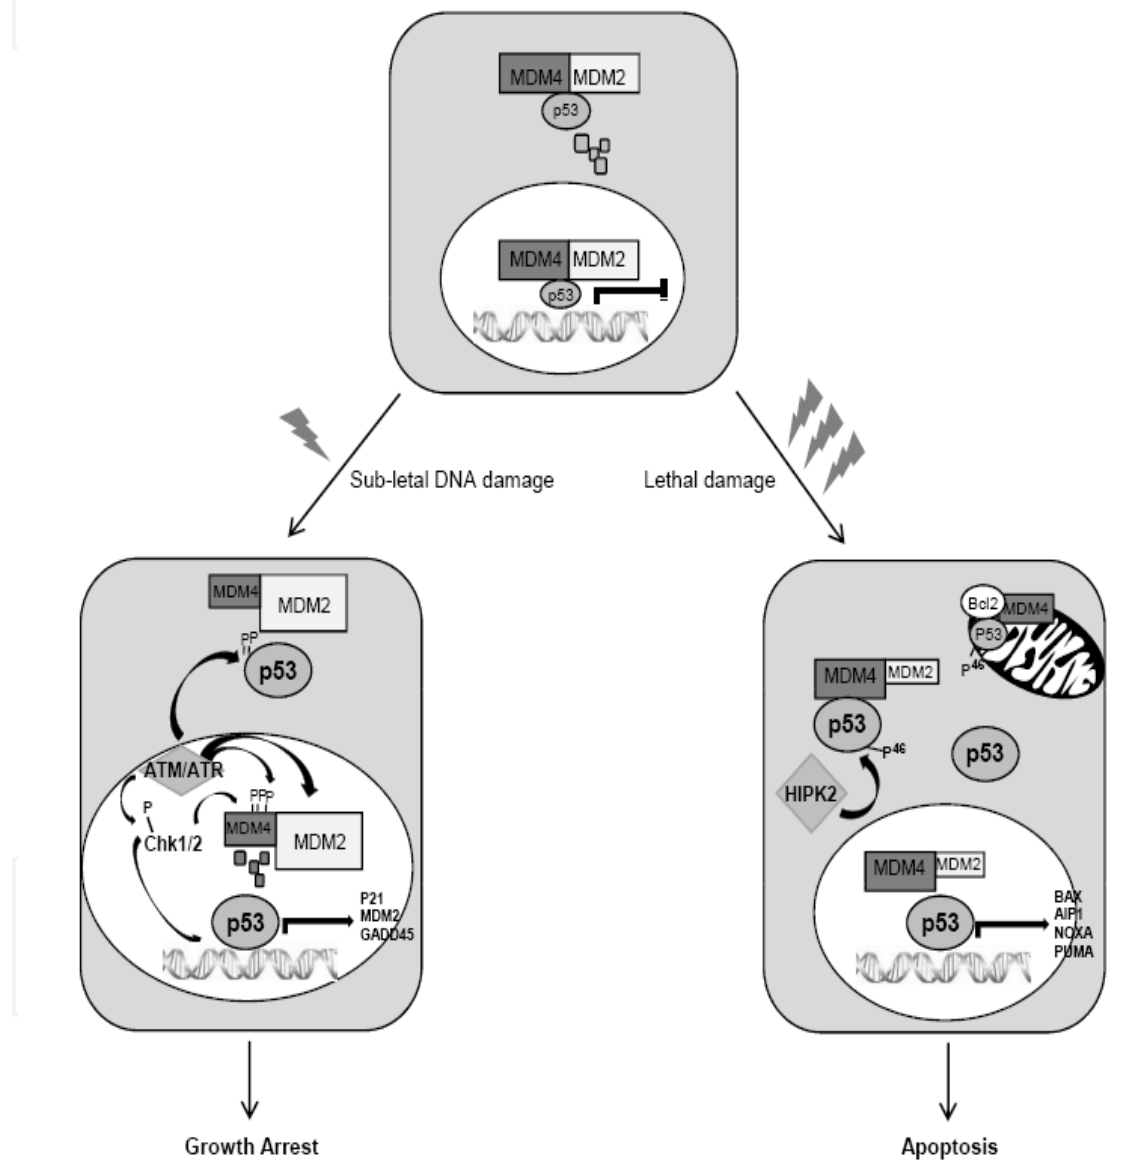 MDM4 MDM2
p53
MDM4 MDM2
p53
Sub-letal DNA damage
Lethal damage
MDM4
MDM2
PP
p53
ATM/ATR
P
Chk1/2
PPP
MDM4
MDM2
p53
P21
MDM2
GADD45
Growth Arrest
Bcl2
MDM4
P53
P46
MDM4
MDM2
p53
P46
p53
HIPK2
MDM4
MDM2
p53
BAX
AIP1
NOXA
PUMA
Apoptosis